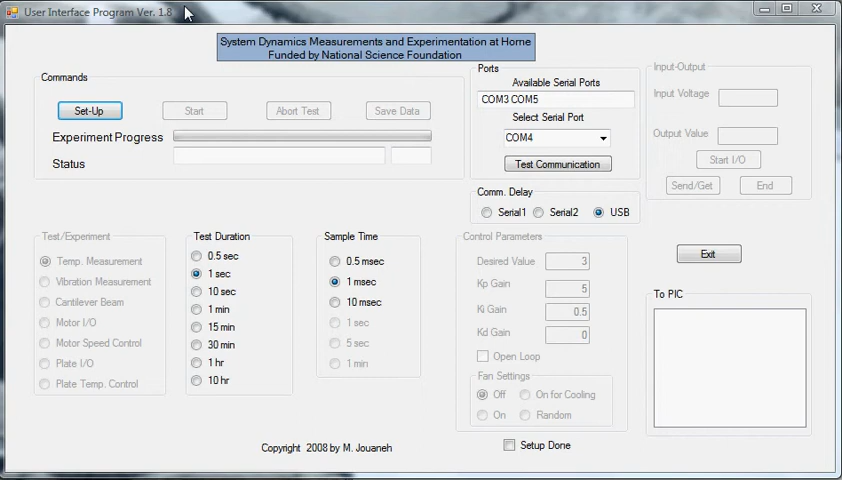 User Interface Program Ver. 1.8
System Dynamics Measurements and Experimentation at Home
Funded by National Science Foundation
Commands
Set-Up
Start
Abort Test
Save Data
Experiment Progress
Status
Ports
Available Serial Ports
COM3 COM5
Select Serial Port
COM4
Test Communication
Comm. Delay
Serial1
Serial2
USB
Input-Output
Input Voltage
Output Value
Start I/O
Send/Get
End
Test/Experiment
Temp. Measurement
Vibration Measurement
Cantilever Beam
Motor I/O
Motor Speed Control
Plate I/O
Plate Temp. Control
Test Duration
0.5 sec
1 sec
10 sec
1 min
15 min
30 min
1 hr
10 hr
Sample Time
0.5 msec
1 msec
10 msec
1 sec
5 sec
1 min
Control Parameters
Desired Value
3
Kp Gain
5
Ki Gain
0.5
Kd Gain
0
Open Loop
Fan Settings
Off
On for Cooling
On
Random
Exit
To PIC
Setup Done
Copyright 2008 by M. Jouaneh